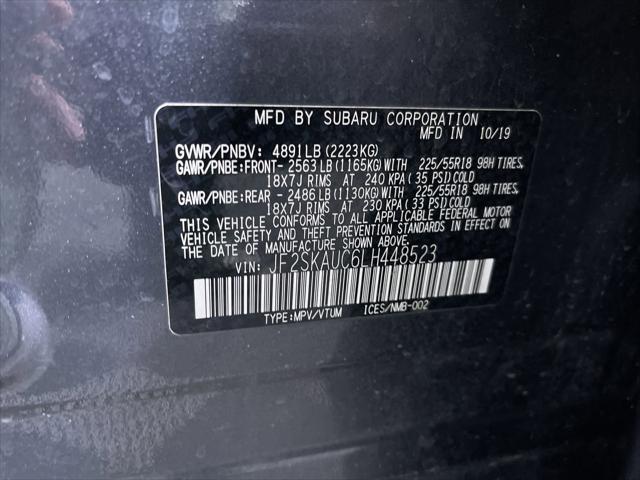 MFD BY SUBARU CORPORATION
MFD IN 10/19
GVWR/PNBV: 4891LB(2223KG)
GAWR/PNBE:FRONT- 2563LB(1165KG)WITH 225/55R18 98H TIRES,
18X7J RIMS AT 240 KPA(35 PSI)COLD
GAWR/PNBE:REAR - 2486LB(1130KG)WITH 225/55R18 98H TIRES,
18X7J RIMS AT 230 KPA(33 PSI)COLD
THIS VEHICLE CONFORMS TO ALL APPLICABLE FEDERAL MOTOR
VEHICLE SAFETY AND THEFT PREVENTION STANDARDS IN EFFECT ON
THE DATE OF MANUFACTURE SHOWN ABOVE.
VIN: JF2SKAUC6LH448523
TYPE:MPV/VTUM ICES/NMB-002